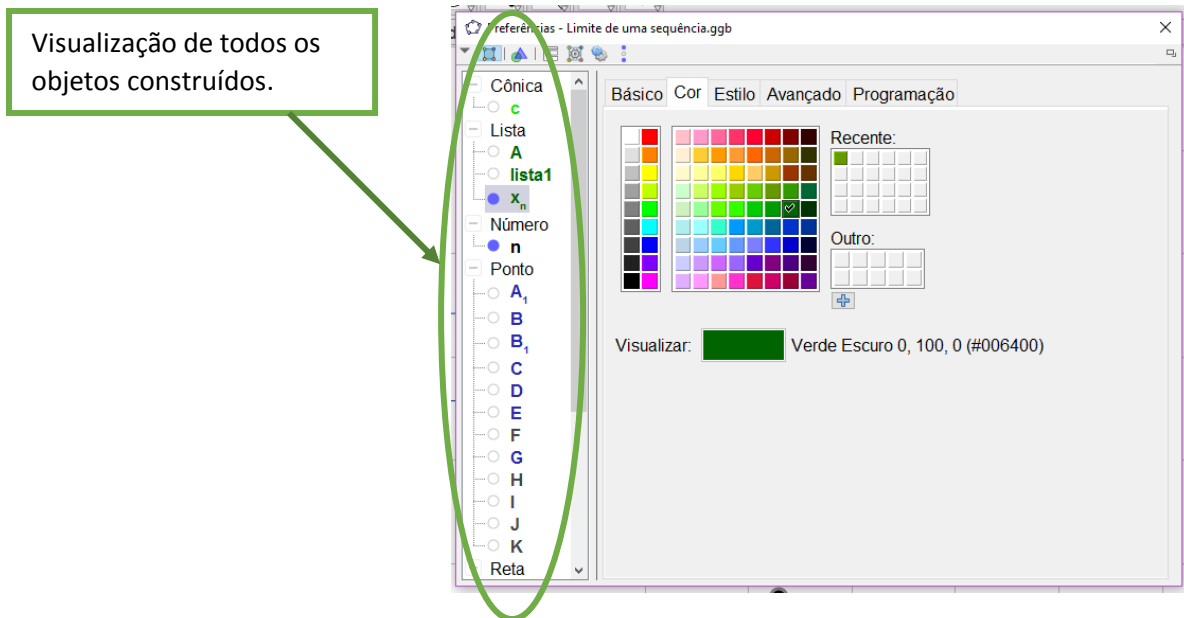 Visualização de todos os
objetos construídos.
Preferências - Limite de uma sequência.ggb
Cônica
c
Lista
A
lista1
xₙ
Número
n
Ponto
A₁
B
B₁
C
D
E
F
G
H
I
J
K
Reta
Básico Cor Estilo Avançado Programação
Recente:
Outro:
Visualizar: Verde Escuro 0, 100, 0 (#006400)